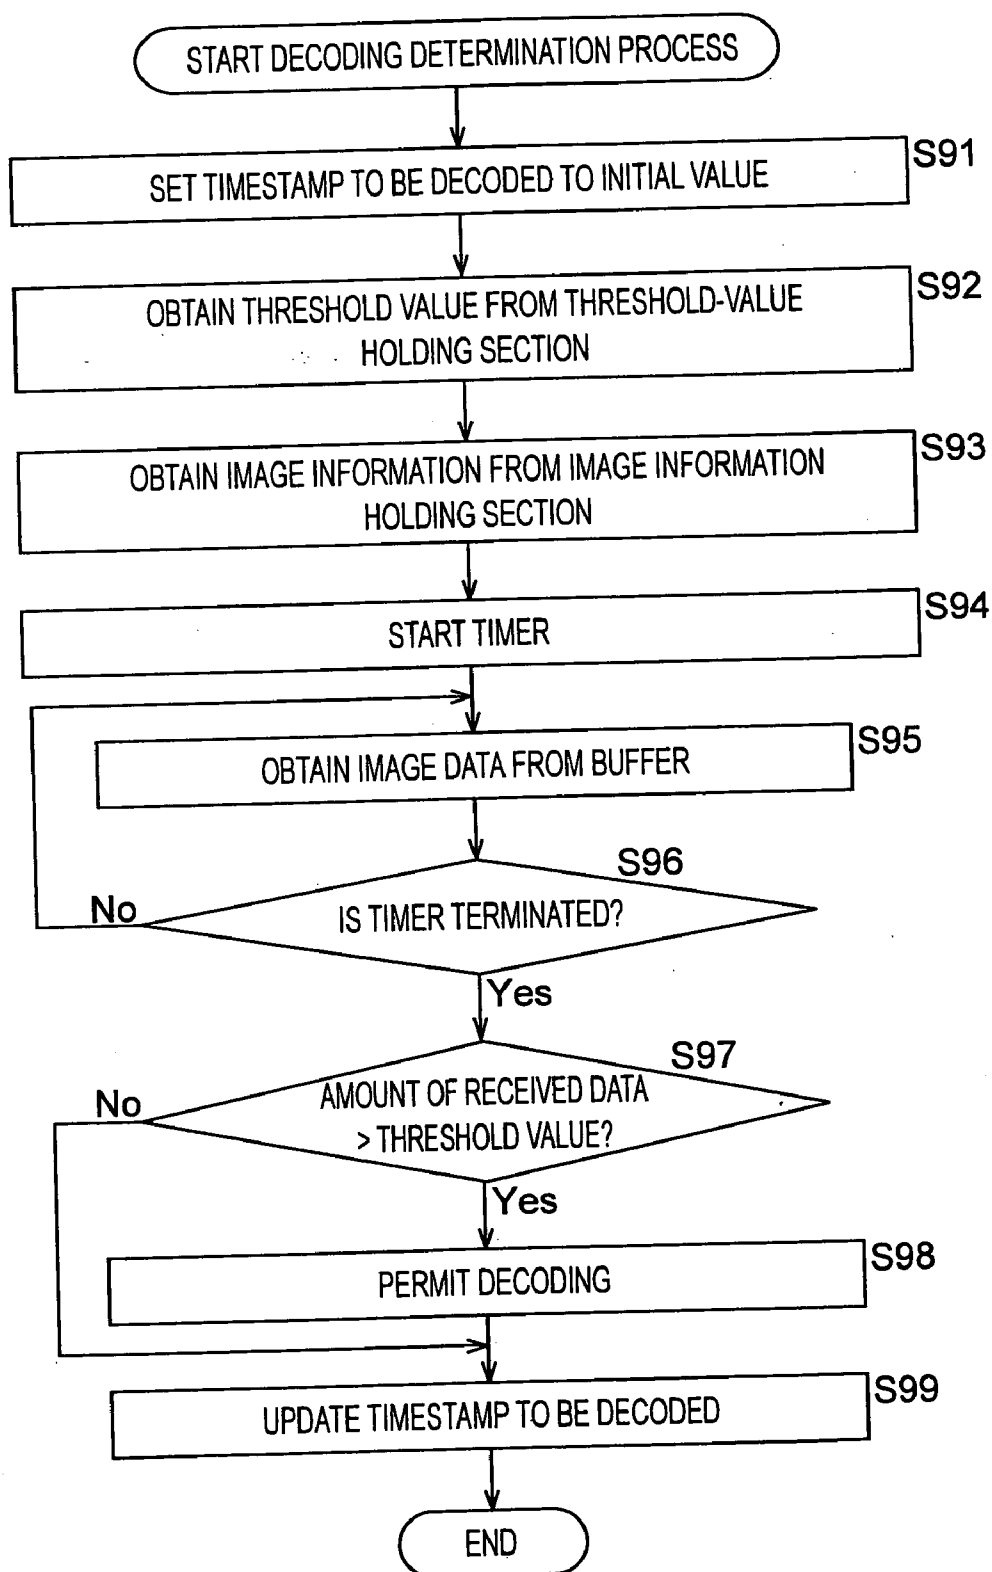 START DECODING DETERMINATION PROCESS
S91
SET TIMESTAMP TO BE DECODED TO INITIAL VALUE
S92
OBTAIN THRESHOLD VALUE FROM THRESHOLD-VALUE
HOLDING SECTION
S93
OBTAIN IMAGE INFORMATION FROM IMAGE INFORMATION
HOLDING SECTION
S94
START TIMER
S95
OBTAIN IMAGE DATA FROM BUFFER
S96
No
IS TIMER TERMINATED?
Yes
S97
No
AMOUNT OF RECEIVED DATA
> THRESHOLD VALUE?
Yes
S98
PERMIT DECODING
S99
UPDATE TIMESTAMP TO BE DECODED
END